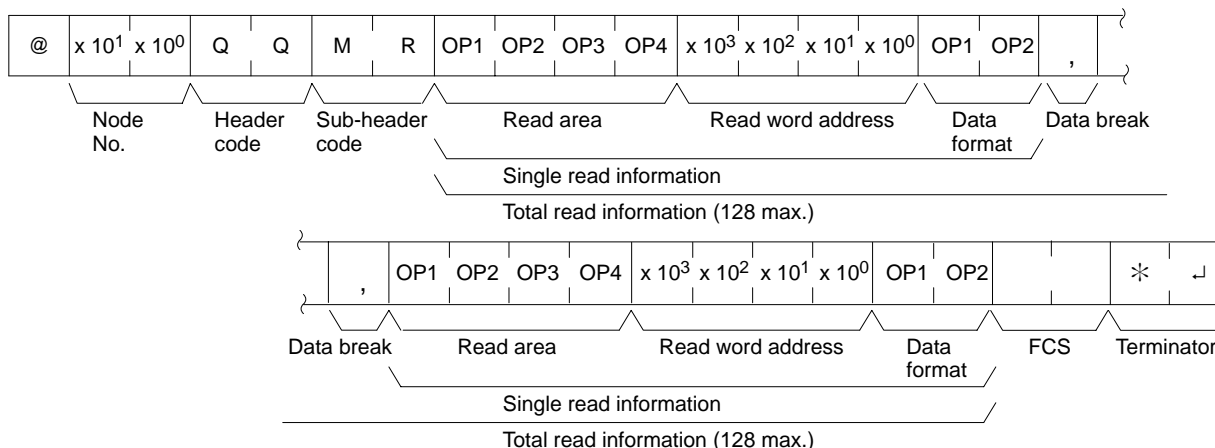 @ x 10¹ x 10⁰ Q Q M R OP1 OP2 OP3 OP4 x 10³ x 10² x 10¹ x 10⁰ OP1 OP2 ,
Node No. Header code Sub-header code Read area Read word address Data format Data break
Single read information
Total read information (128 max.)
, OP1 OP2 OP3 OP4 x 10³ x 10² x 10¹ x 10⁰ OP1 OP2 * ↵
Data break Read area Read word address Data format FCS Terminator
Single read information
Total read information (128 max.)